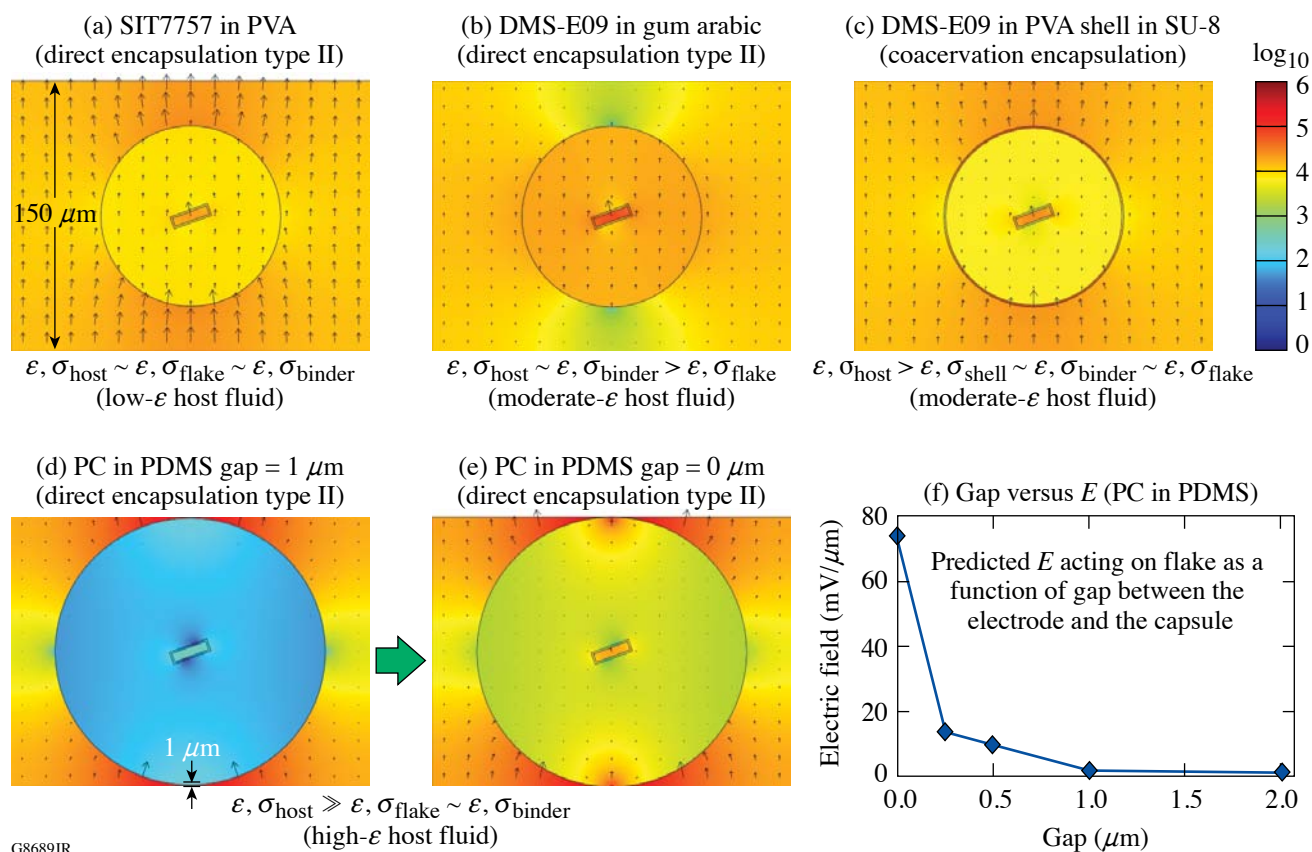 (a) SIT7757 in PVA
(direct encapsulation type II)
150 μm
ε, σhost ~ ε, σflake ~ ε, σbinder
(low-ε host fluid)
(b) DMS-E09 in gum arabic
(direct encapsulation type II)
ε, σhost ~ ε, σbinder > ε, σflake
(moderate-ε host fluid)
(c) DMS-E09 in PVA shell in SU-8
(coacervation encapsulation)
ε, σhost > ε, σshell ~ ε, σbinder ~ ε, σflake
(moderate-ε host fluid)
log10
6
5
4
3
2
1
0
(d) PC in PDMS gap = 1 μm
(direct encapsulation type II)
1 μm
(e) PC in PDMS gap = 0 μm
(direct encapsulation type II)
ε, σhost ≫ ε, σflake ~ ε, σbinder
(high-ε host fluid)
(f) Gap versus E (PC in PDMS)
80
60
40
20
0
Electric field (mV/μm)
Predicted E acting on flake as a
function of gap between the
electrode and the capsule
0.0 0.5 1.0 1.5 2.0
Gap (μm)
G8689JR